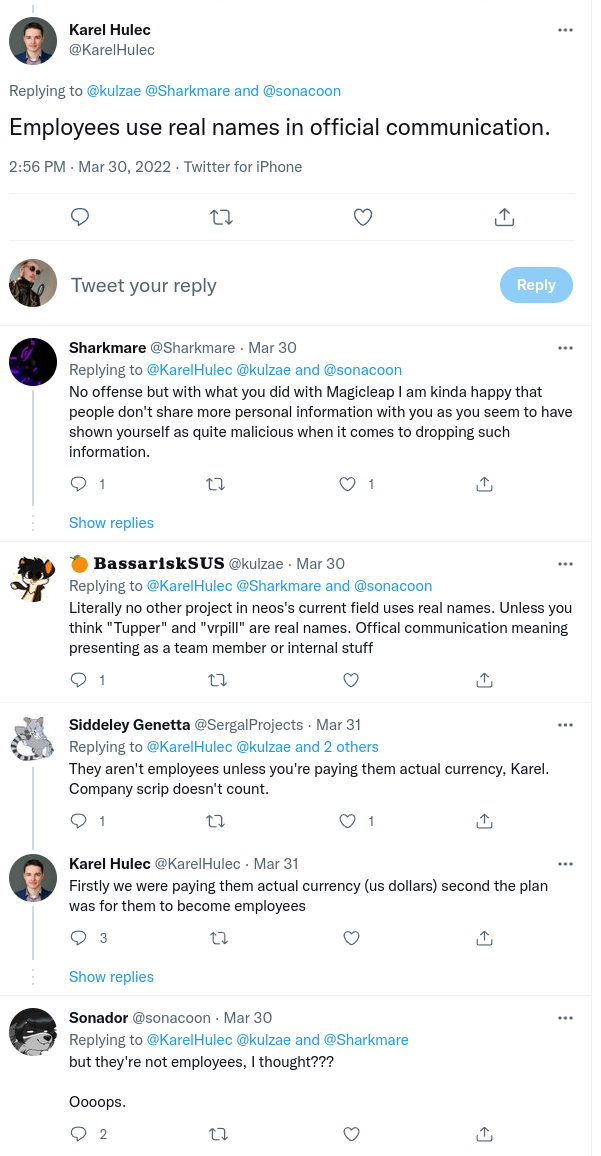 Karel Hulec
@KarelHulec
Replying to @kulzae @Sharkmare and @sonacoon
Employees use real names in official communication.
2:56 PM · Mar 30, 2022 · Twitter for iPhone
Tweet your reply
Reply
Sharkmare @Sharkmare · Mar 30
Replying to @KarelHulec @kulzae and @sonacoon
No offense but with what you did with Magicleap I am kinda happy that
people don't share more personal information with you as you seem to have
shown yourself as quite malicious when it comes to dropping such
information.
1 1
Show replies
🍊 BassariskSUS @kulzae · Mar 30
Replying to @KarelHulec @Sharkmare and @sonacoon
Literally no other project in neos's current field uses real names. Unless you
think "Tupper" and "vrpill" are real names. Offical communication meaning
presenting as a team member or internal stuff
1
Siddeley Genetta @SergalProjects · Mar 31
Replying to @KarelHulec @kulzae and 2 others
They aren't employees unless you're paying them actual currency, Karel.
Company scrip doesn't count.
1 1
Karel Hulec @KarelHulec · Mar 31
Firstly we were paying them actual currency (us dollars) second the plan
was for them to become employees
3
Show replies
Sonador @sonacoon · Mar 30
Replying to @KarelHulec @kulzae and @Sharkmare
but they're not employees, I thought???
Oooops.
2